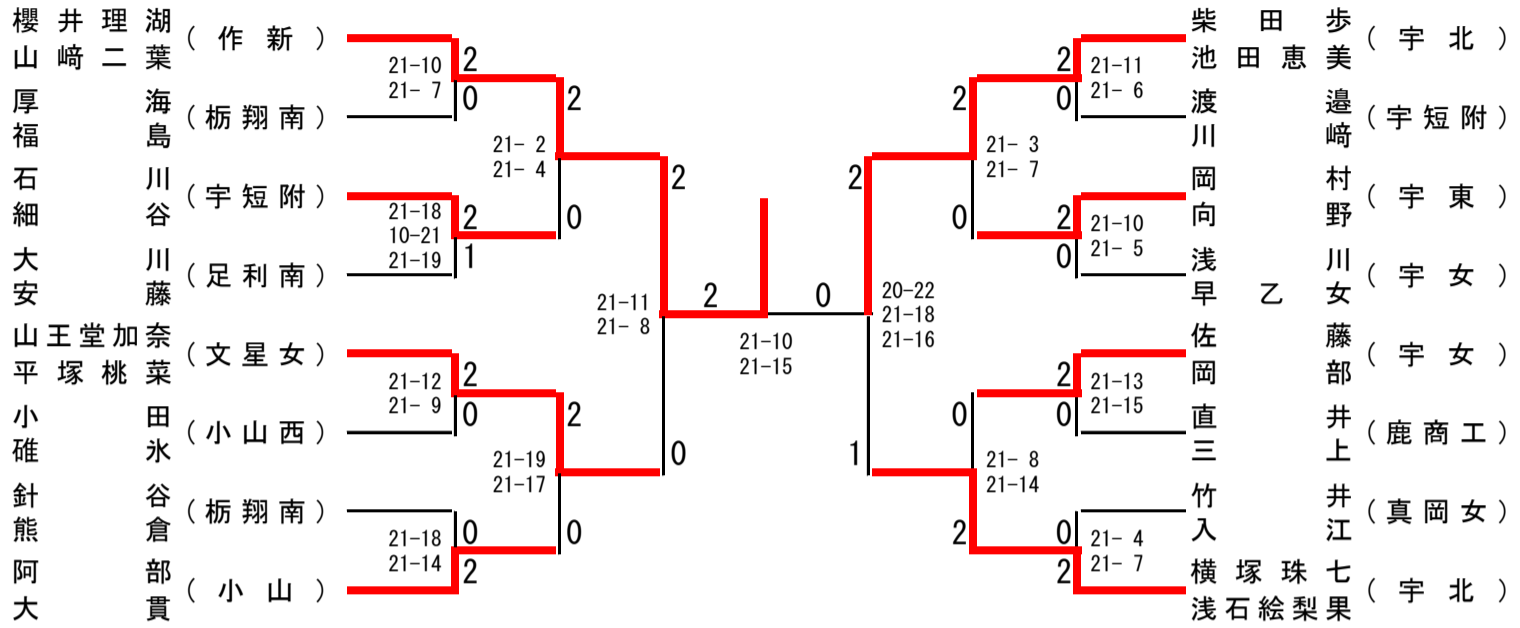 櫻井理湖
山﨑二葉
(作新)
厚海
福島
(栃翔南)
石川
細谷
(宇短附)
大川
安藤
(足利南)
山王堂加奈
平塚桃菜
(文星女)
小田
碓氷
(小山西)
針谷
熊倉
(栃翔南)
阿部
大貫
(小山)
21-10
21- 7
2
0
21-18
10-21
21-19
2
1
21-12
21- 9
2
0
21-18
21-14
0
2
21- 2
21- 4
2
0
21-19
21-17
2
0
21-11
21- 8
2
0
2
0
21-10
21-15
20-22
21-18
21-16
2
1
21- 3
21- 7
2
0
21- 8
21-14
0
2
21-11
21- 6
2
0
21-10
21- 5
2
0
21-13
21-15
2
0
21- 4
21- 7
0
2
柴田歩
池田恵美
(宇北)
渡邉
川﨑
(宇短附)
岡村
向野
(宇東)
浅川
早乙女
(宇女)
佐藤
岡部
(宇女)
直井
三上
(鹿商工)
竹井
入江
(真岡女)
横塚珠七
浅石絵梨果
(宇北)